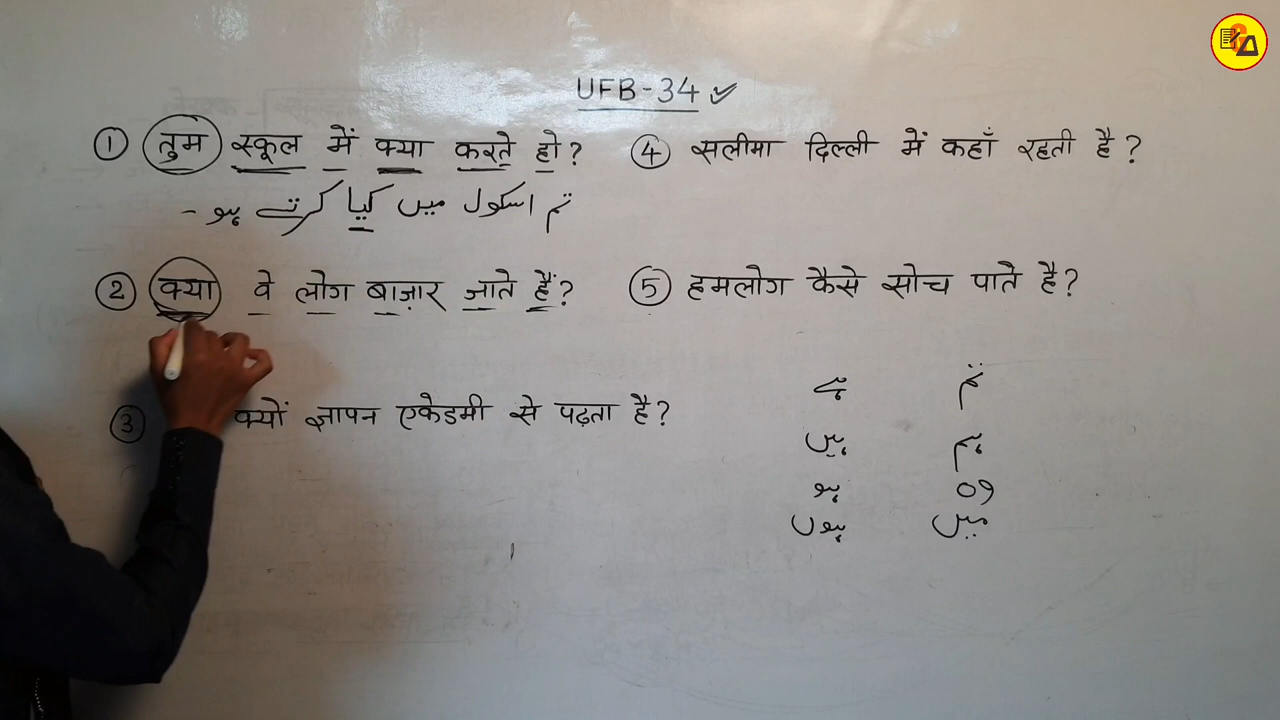 UFB-34
① तुम स्कूल में क्या करते हो?
تم اسکول میں کیا کرتے ہو -
② क्या वे लोग बाज़ार जाते हैं?
③ क्यों ज्ञापन एकेडमी से पढ़ता है?
④ सलीमा दिल्ली में कहाँ रहती है?
⑤ हमलोग कैसे सोच पाते है?
تم ہے
ہم ہیں
وہ ہو
میں ہوں